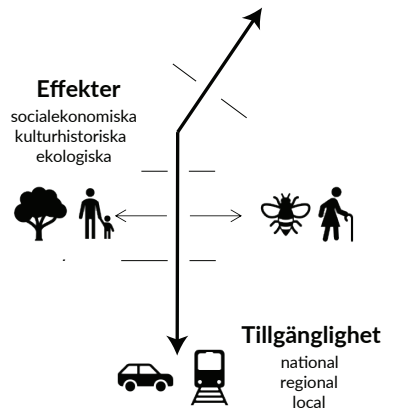 Effekter
socialekonomiska
kulturhistoriska
ekologiska
Tillgänglighet
national
regional
local